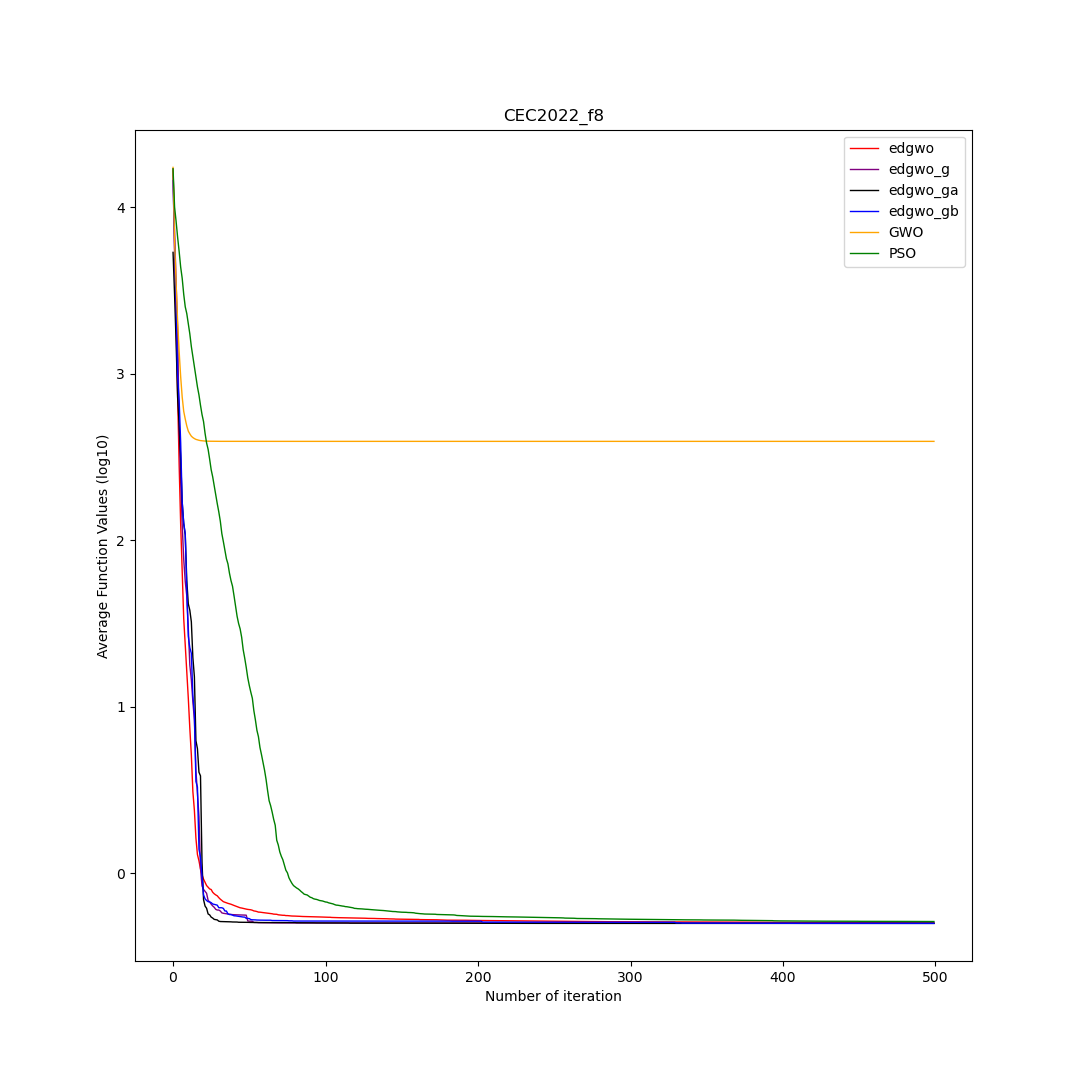 CEC2022_f8
edgwo
edgwo_g
edgwo_ga
edgwo_gb
GWO
PSO
Average Function Values (log10)
4
3
2
1
0
0 100 200 300 400 500
Number of iteration